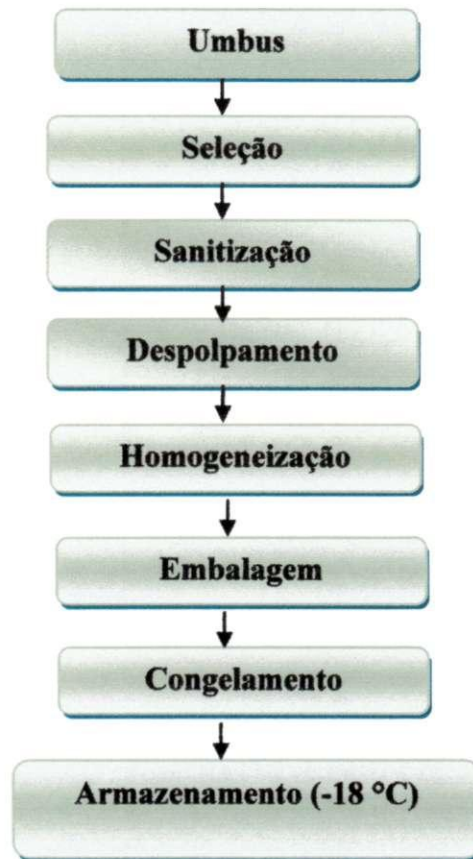 Umbus
Seleção
Sanitização
Despolpamento
Homogeneização
Embalagem
Congelamento
Armazenamento (-18 °C)